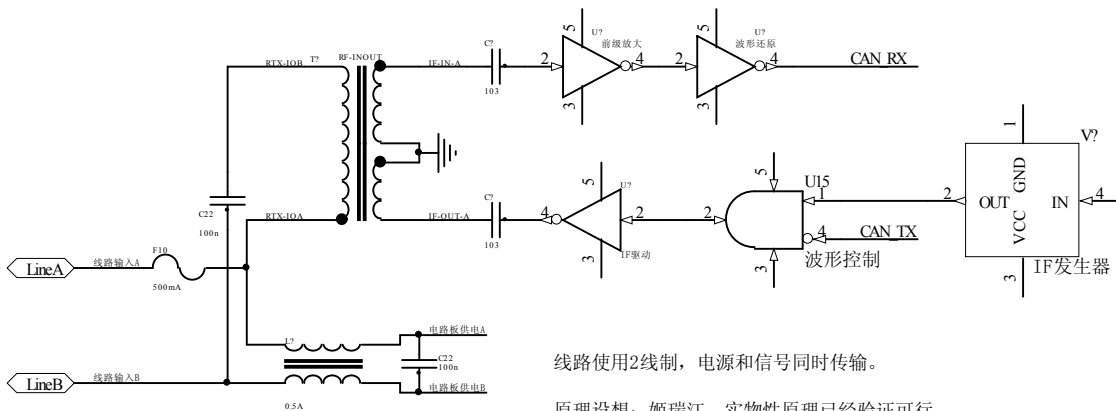 5
U?
前级放大
2
4
3
5
U?
波形还原
2
4
3
CAN_RX
C?
103
IF-IN-A
RF-INOUT
T?
RTX-IOB
C22
100n
RTX-IOA
IF-OUT-A
C?
103
5
U?
4
2
3
IF驱动
5
U15
1
2
4
3
CAN_TX
波形控制
1
V?
2
OUT
GND
VCC
IN
4
3
IF发生器
LineA
线路输入A
F10
500mA
L?
电路板供电A
C22
100n
LineB
线路输入B
电路板供电B
0.5A
线路使用2线制，电源和信号同时传输。